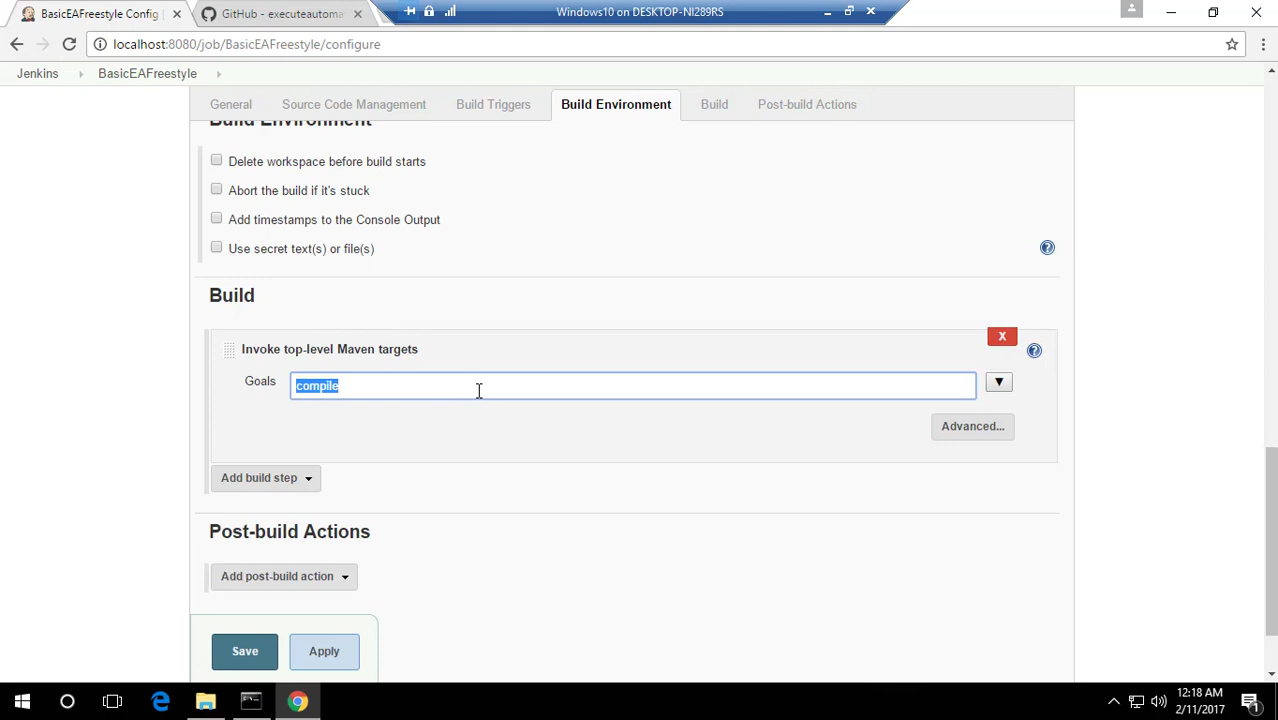 BasicEAFreestyle Config
GitHub - executeautoma
Windows10 on DESKTOP-NI289RS
localhost:8080/job/BasicEAFreestyle/configure
Jenkins
BasicEAFreestyle
General
Source Code Management
Build Triggers
Build Environment
Build
Post-build Actions
Build Environment
Delete workspace before build starts
Abort the build if it's stuck
Add timestamps to the Console Output
Use secret text(s) or file(s)
Build
Invoke top-level Maven targets
X
Goals
compile
Advanced...
Add build step
Post-build Actions
Add post-build action
Save
Apply
12:18 AM
2/11/2017
1